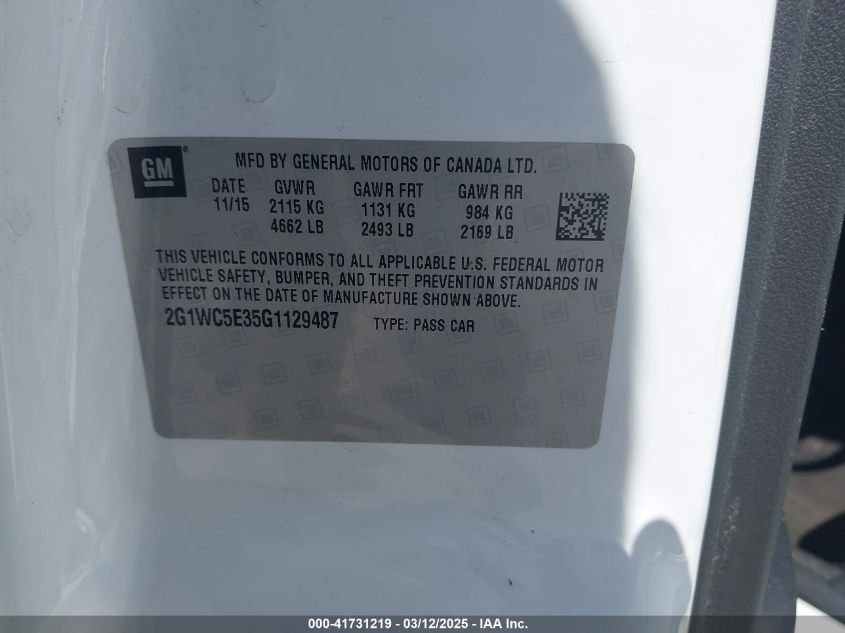 GM ®
MFD BY GENERAL MOTORS OF CANADA LTD.
DATE GVWR GAWR FRT GAWR RR
11/15 2115 KG 1131 KG 984 KG
4662 LB 2493 LB 2169 LB
THIS VEHICLE CONFORMS TO ALL APPLICABLE U.S. FEDERAL MOTOR
VEHICLE SAFETY, BUMPER, AND THEFT PREVENTION STANDARDS IN
EFFECT ON THE DATE OF MANUFACTURE SHOWN ABOVE.
2G1WC5E35G1129487 TYPE: PASS CAR
000-41731219 - 03/12/2025 - IAA Inc.